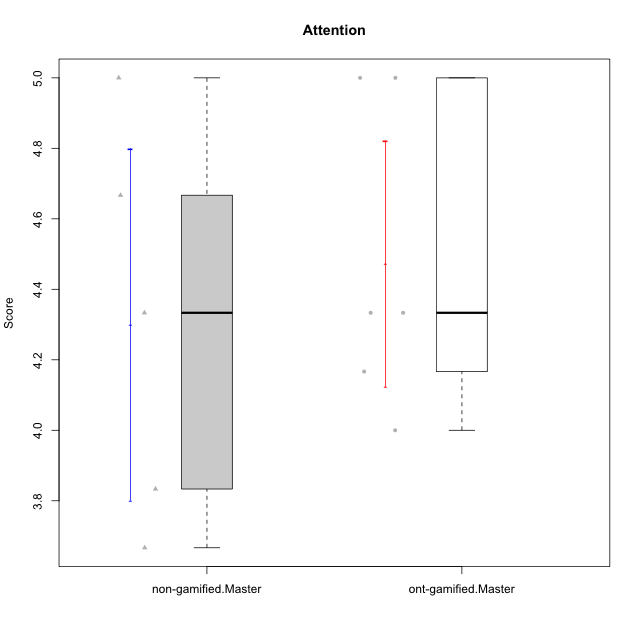 Attention
Score
5.0
4.8
4.6
4.4
4.2
4.0
3.8
non-gamified.Master
ont-gamified.Master